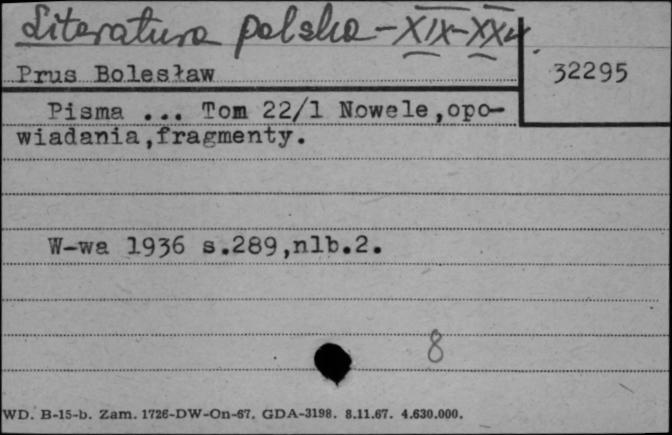 Literatura polska - XIX-XX w.
Prus Bolesław
32295
Pisma ... Tom 22/1 Nowele,opo-
wiadania,fragmenty.
W-wa 1936 s.289,nlb.2.
8
WD. B-15-b. Zam. 1726-DW-On-67. GDA-3198. 8.11.67. 4.630.000.